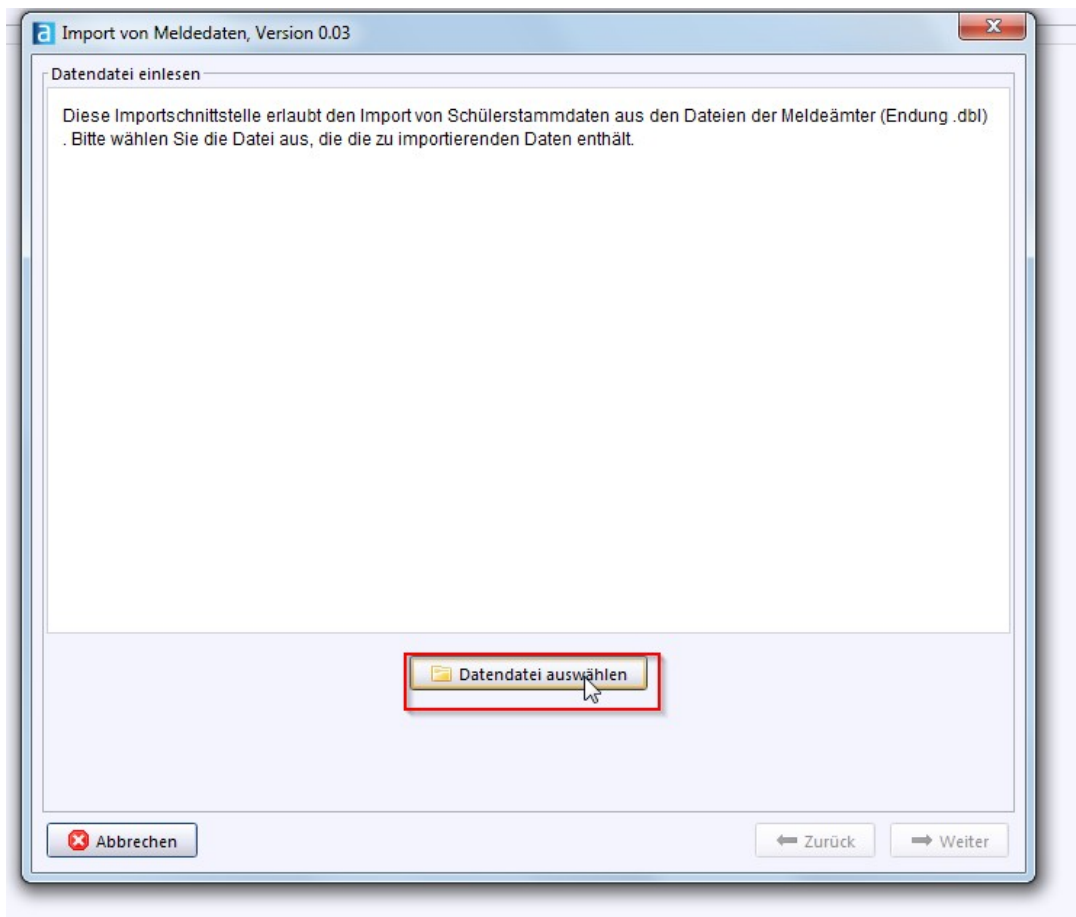 Import von Meldedaten, Version 0.03
Datendatei einlesen
Diese Importschnittstelle erlaubt den Import von Schülerstammdaten aus den Dateien der Meldeämter (Endung .dbl)
. Bitte wählen Sie die Datei aus, die die zu importierenden Daten enthält.
Datendatei auswählen
Abbrechen
Zurück
Weiter